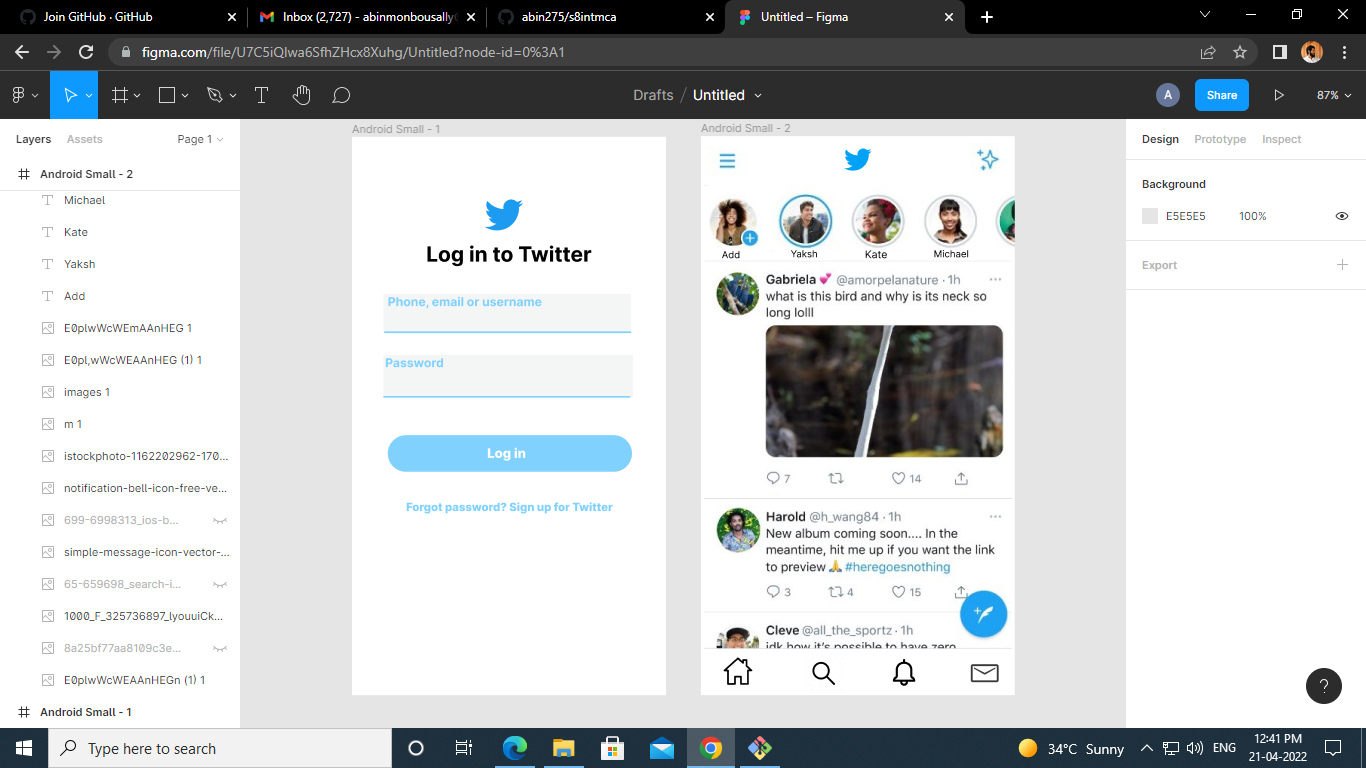 Join GitHub · GitHub
Inbox (2,727) - abinmonbousally
abin275/s8intmca
Untitled – Figma
figma.com/file/U7C5iQlwa6SfhZHcx8Xuhg/Untitled?node-id=0%3A1
Drafts / Untitled
A
Share
87%
Layers Assets Page 1
Android Small - 2
Michael
Kate
Yaksh
Add
E0plwWcWEmAAnHEG 1
E0pl,wWcWEAAnHEG (1) 1
images 1
m 1
istockphoto-1162202962-170...
notification-bell-icon-free-ve...
699-6998313_ios-b...
simple-message-icon-vector-...
65-659698_search-i...
1000_F_325736897_lyouuiCk...
8a25bf77aa8109c3e...
E0plwWcWEAAnHEGn (1) 1
Android Small - 1
Android Small - 1
Log in to Twitter
Phone, email or username
Password
Log in
Forgot password? Sign up for Twitter
Android Small - 2
Add Yaksh Kate Michael
Gabriela 💕 @amorpelanature · 1h
what is this bird and why is its neck so
long lolll
7 14
Harold @h_wang84 · 1h
New album coming soon.... In the
meantime, hit me up if you want the link
to preview 🙏 #heregoesnothing
3 4 15
Cleve @all_the_sportz · 1h
idk how it's possible to have zero
Design Prototype Inspect
Background
E5E5E5 100%
Export
?
Type here to search
34°C Sunny
ENG
12:41 PM
21-04-2022